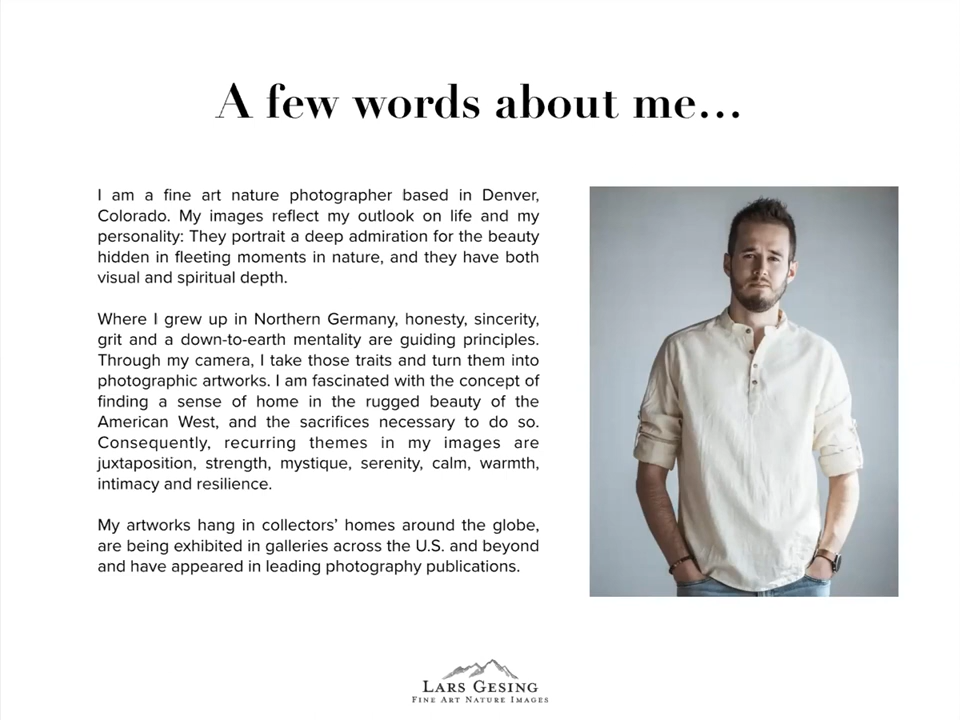 A few words about me...
I am a fine art nature photographer based in Denver,
Colorado. My images reflect my outlook on life and my
personality: They portrait a deep admiration for the beauty
hidden in fleeting moments in nature, and they have both
visual and spiritual depth.
Where I grew up in Northern Germany, honesty, sincerity,
grit and a down-to-earth mentality are guiding principles.
Through my camera, I take those traits and turn them into
photographic artworks. I am fascinated with the concept of
finding a sense of home in the rugged beauty of the
American West, and the sacrifices necessary to do so.
Consequently, recurring themes in my images are
juxtaposition, strength, mystique, serenity, calm, warmth,
intimacy and resilience.
My artworks hang in collectors’ homes around the globe,
are being exhibited in galleries across the U.S. and beyond
and have appeared in leading photography publications.
LARS GESING
FINE ART NATURE IMAGES